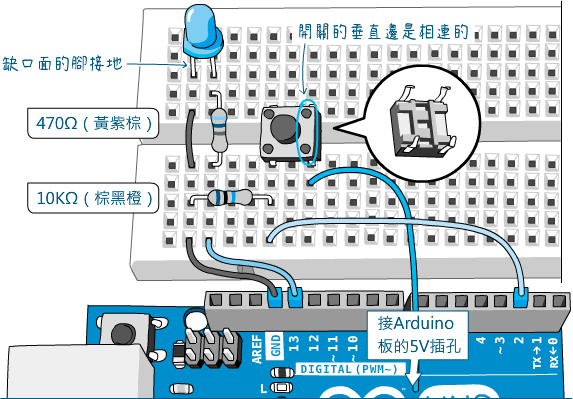 開關的垂直邊是相連的
缺口面的腳接地
470Ω（黃紫棕）
10KΩ（棕黑橙）
接Arduino
板的5V插孔
AREF
GND
13
12
~11
~10
4
~3
2
TX→1
RX←0
DIGITAL (PWM~)
L
UNO